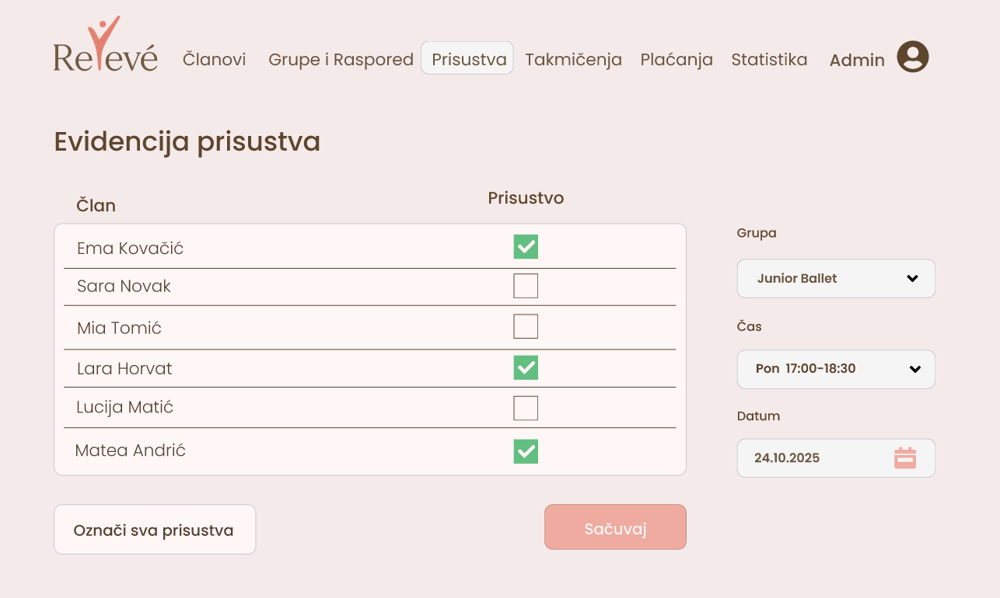 Relevé
Članovi
Grupe i Raspored
Prisustva
Takmičenja
Plaćanja
Statistika
Admin
Evidencija prisustva
Član
Prisustvo
Ema Kovačić
Sara Novak
Mia Tomić
Lara Horvat
Lucija Matić
Matea Andrić
Označi sva prisustva
Sačuvaj
Grupa
Junior Ballet
Čas
Pon 17:00-18:30
Datum
24.10.2025